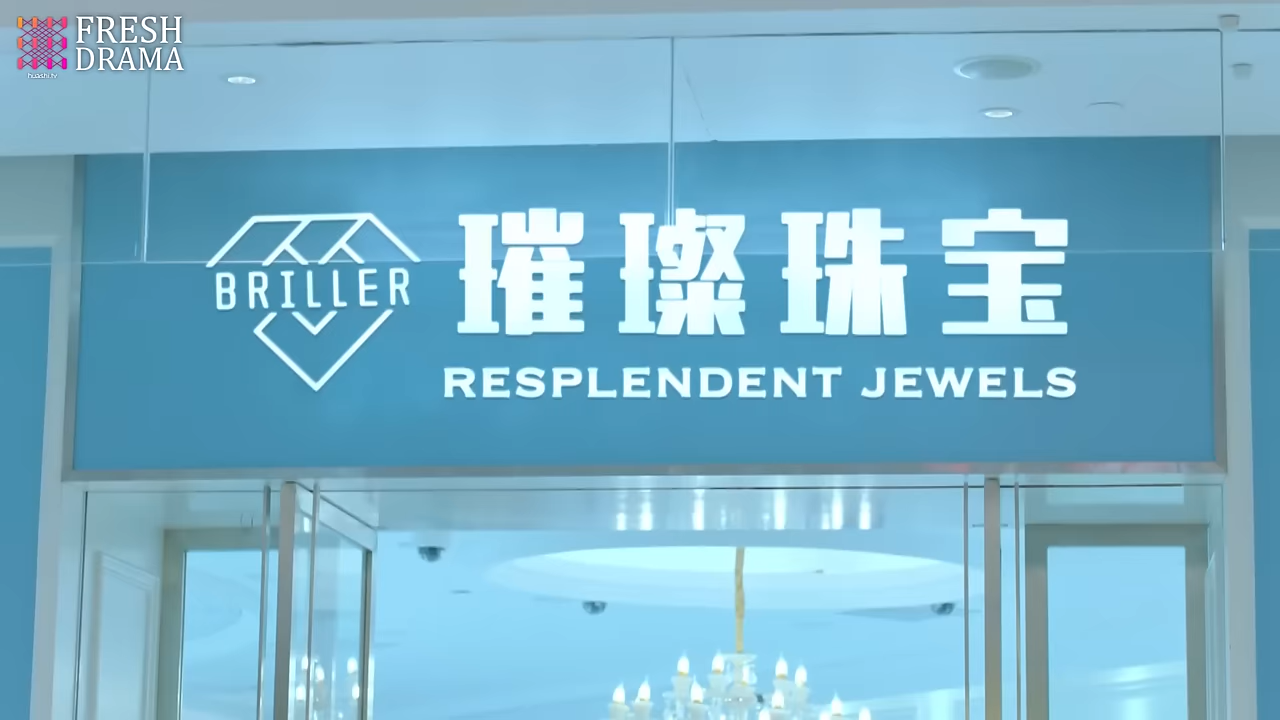 FRESH
DRAMA
huashi.tv
BRILLER
璀璨珠宝
RESPLENDENT JEWELS